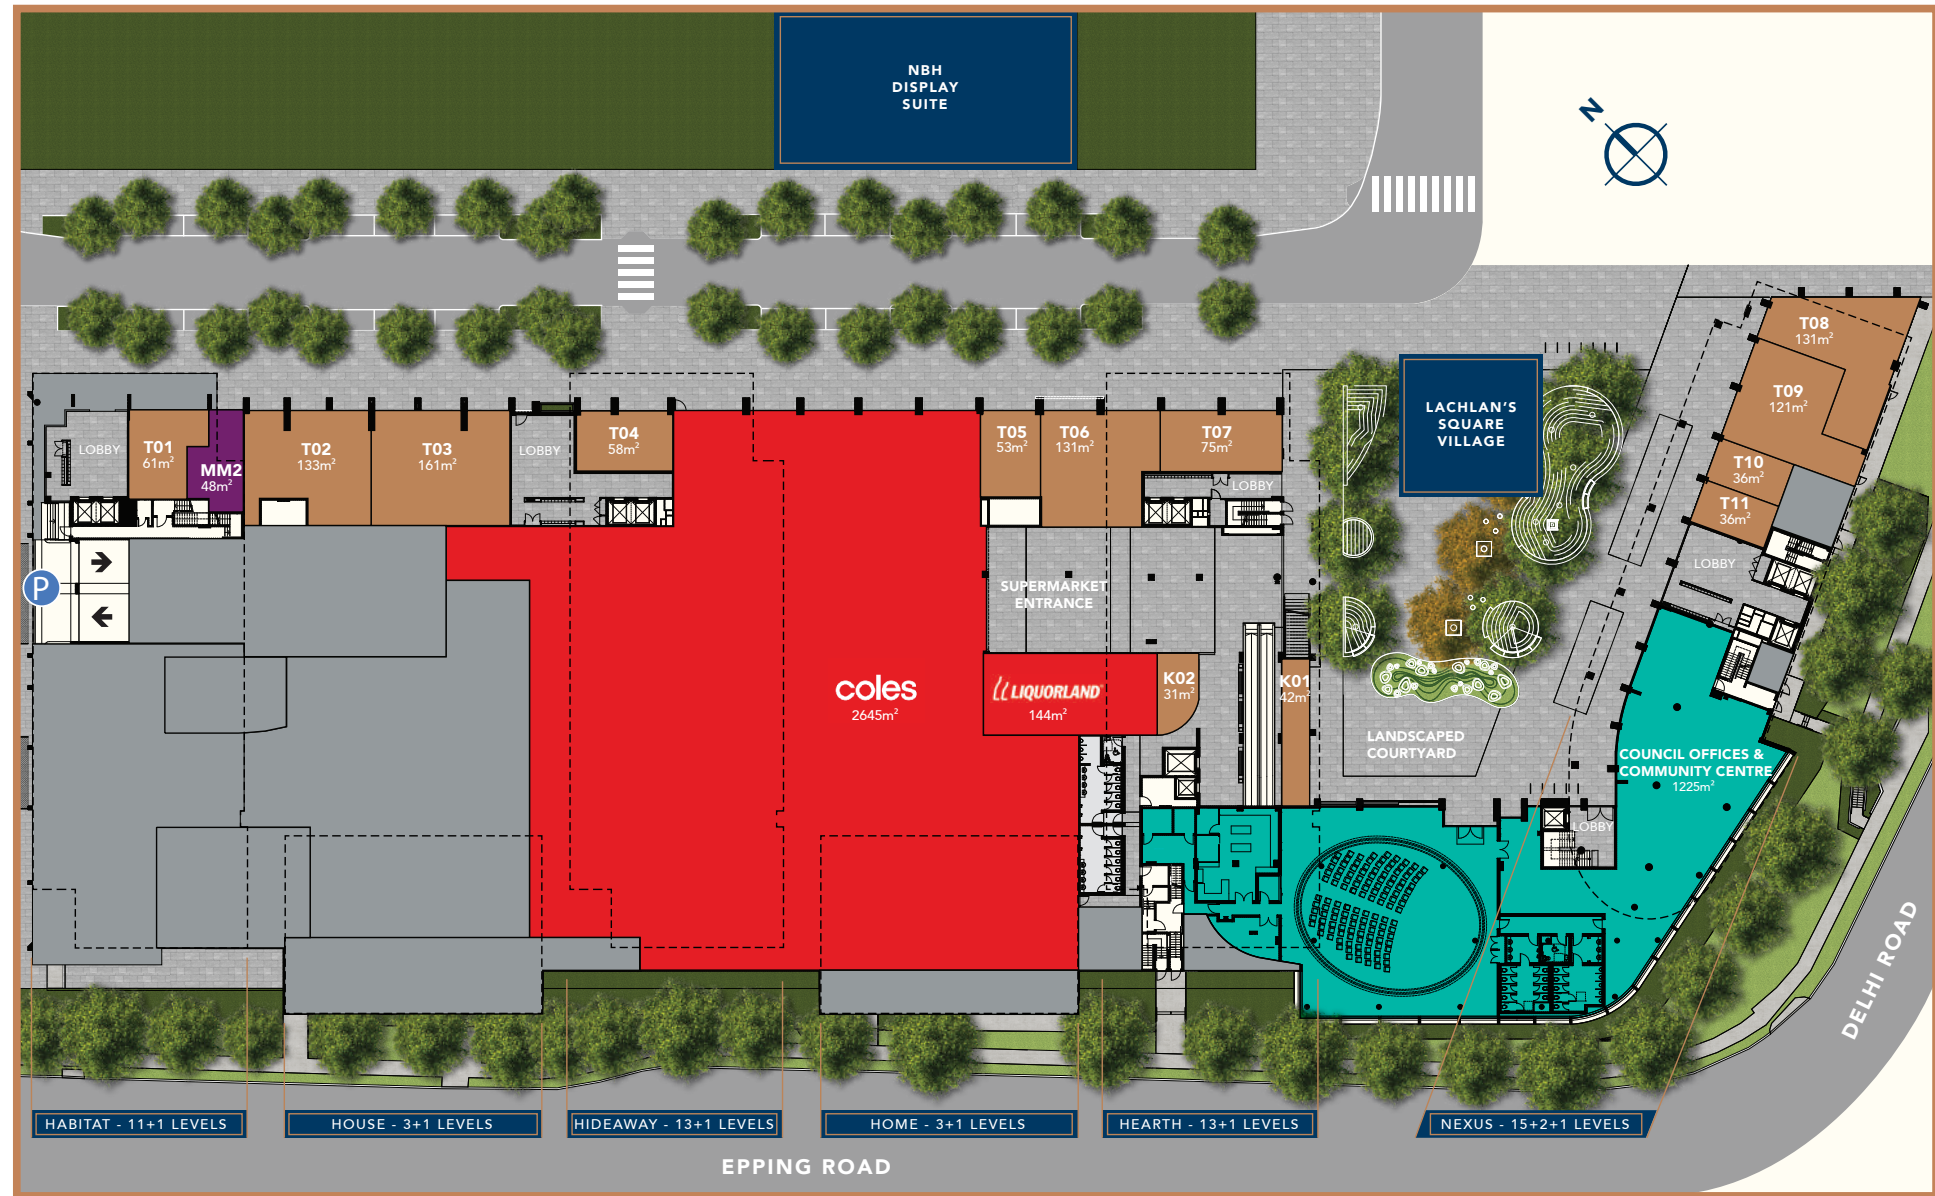 NBH
DISPLAY
SUITE
N
T08
131m²
T09
121m²
T10
36m²
T11
36m²
LOBBY
LACHLAN'S
SQUARE
VILLAGE
LOBBY
T01
61m²
MM2
48m²
T02
133m²
T03
161m²
LOBBY
T04
58m²
T05
53m²
T06
131m²
T07
75m²
LOBBY
P
SUPERMARKET
ENTRANCE
coles
2645m²
LIQUORLAND
144m²
K02
31m²
K01
42m²
LANDSCAPED
COURTYARD
COUNCIL OFFICES &
COMMUNITY CENTRE
1225m²
LOBBY
DELHI ROAD
HABITAT - 11+1 LEVELS
HOUSE - 3+1 LEVELS
HIDEAWAY - 13+1 LEVELS
HOME - 3+1 LEVELS
HEARTH - 13+1 LEVELS
NEXUS - 15+2+1 LEVELS
EPPING ROAD